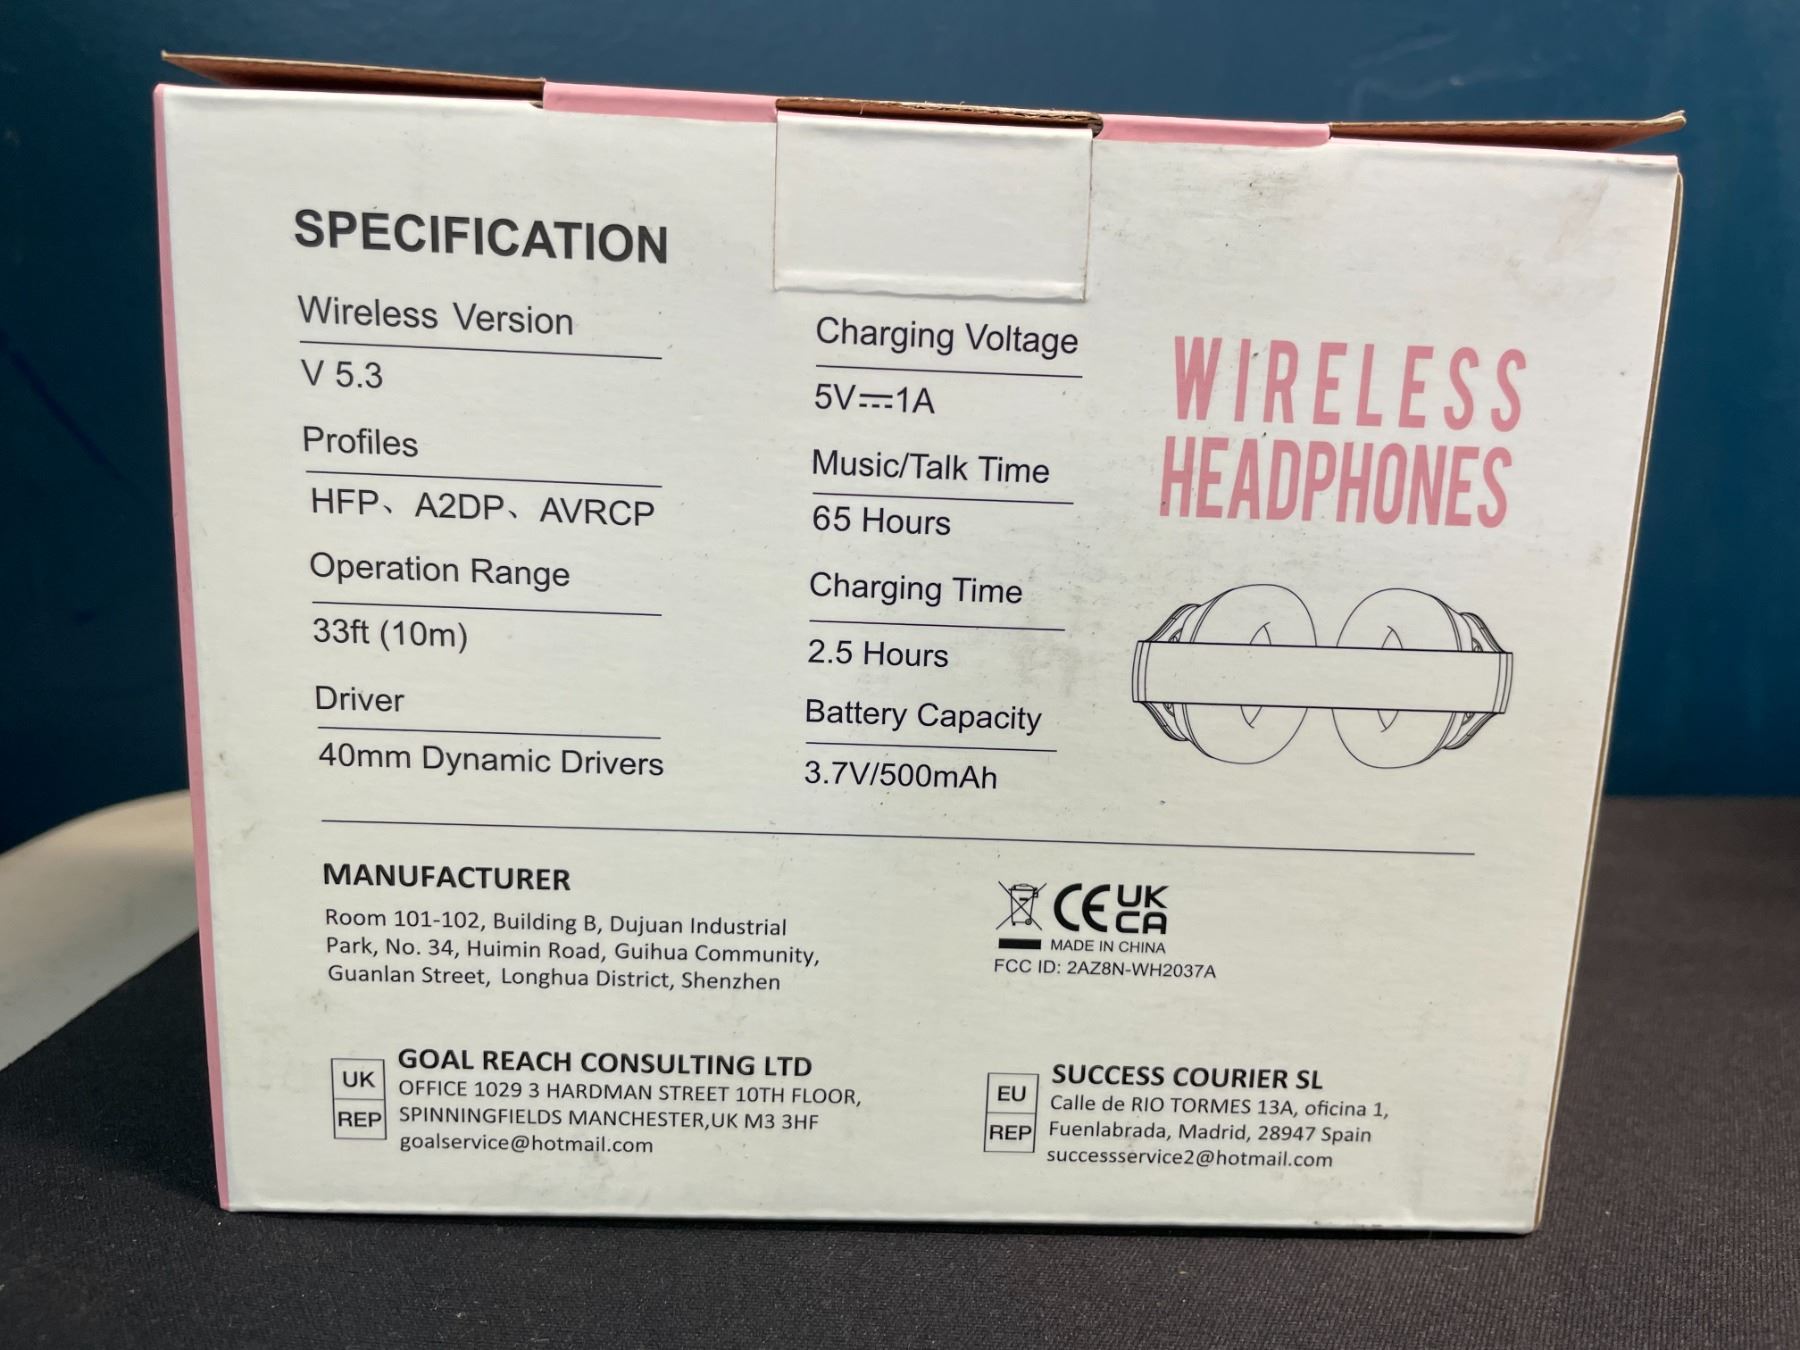 SPECIFICATION
Wireless Version
V 5.3
Profiles
HFP、A2DP、AVRCP
Operation Range
33ft (10m)
Driver
40mm Dynamic Drivers
Charging Voltage
5V⎓1A
Music/Talk Time
65 Hours
Charging Time
2.5 Hours
Battery Capacity
3.7V/500mAh
WIRELESS
HEADPHONES
MANUFACTURER
Room 101-102, Building B, Dujuan Industrial
Park, No. 34, Huimin Road, Guihua Community,
Guanlan Street, Longhua District, Shenzhen
CE UK
CA
MADE IN CHINA
FCC ID: 2AZ8N-WH2037A
UK
REP
GOAL REACH CONSULTING LTD
OFFICE 1029 3 HARDMAN STREET 10TH FLOOR,
SPINNINGFIELDS MANCHESTER,UK M3 3HF
goalservice@hotmail.com
EU
REP
SUCCESS COURIER SL
Calle de RIO TORMES 13A, oficina 1,
Fuenlabrada, Madrid, 28947 Spain
successservice2@hotmail.com